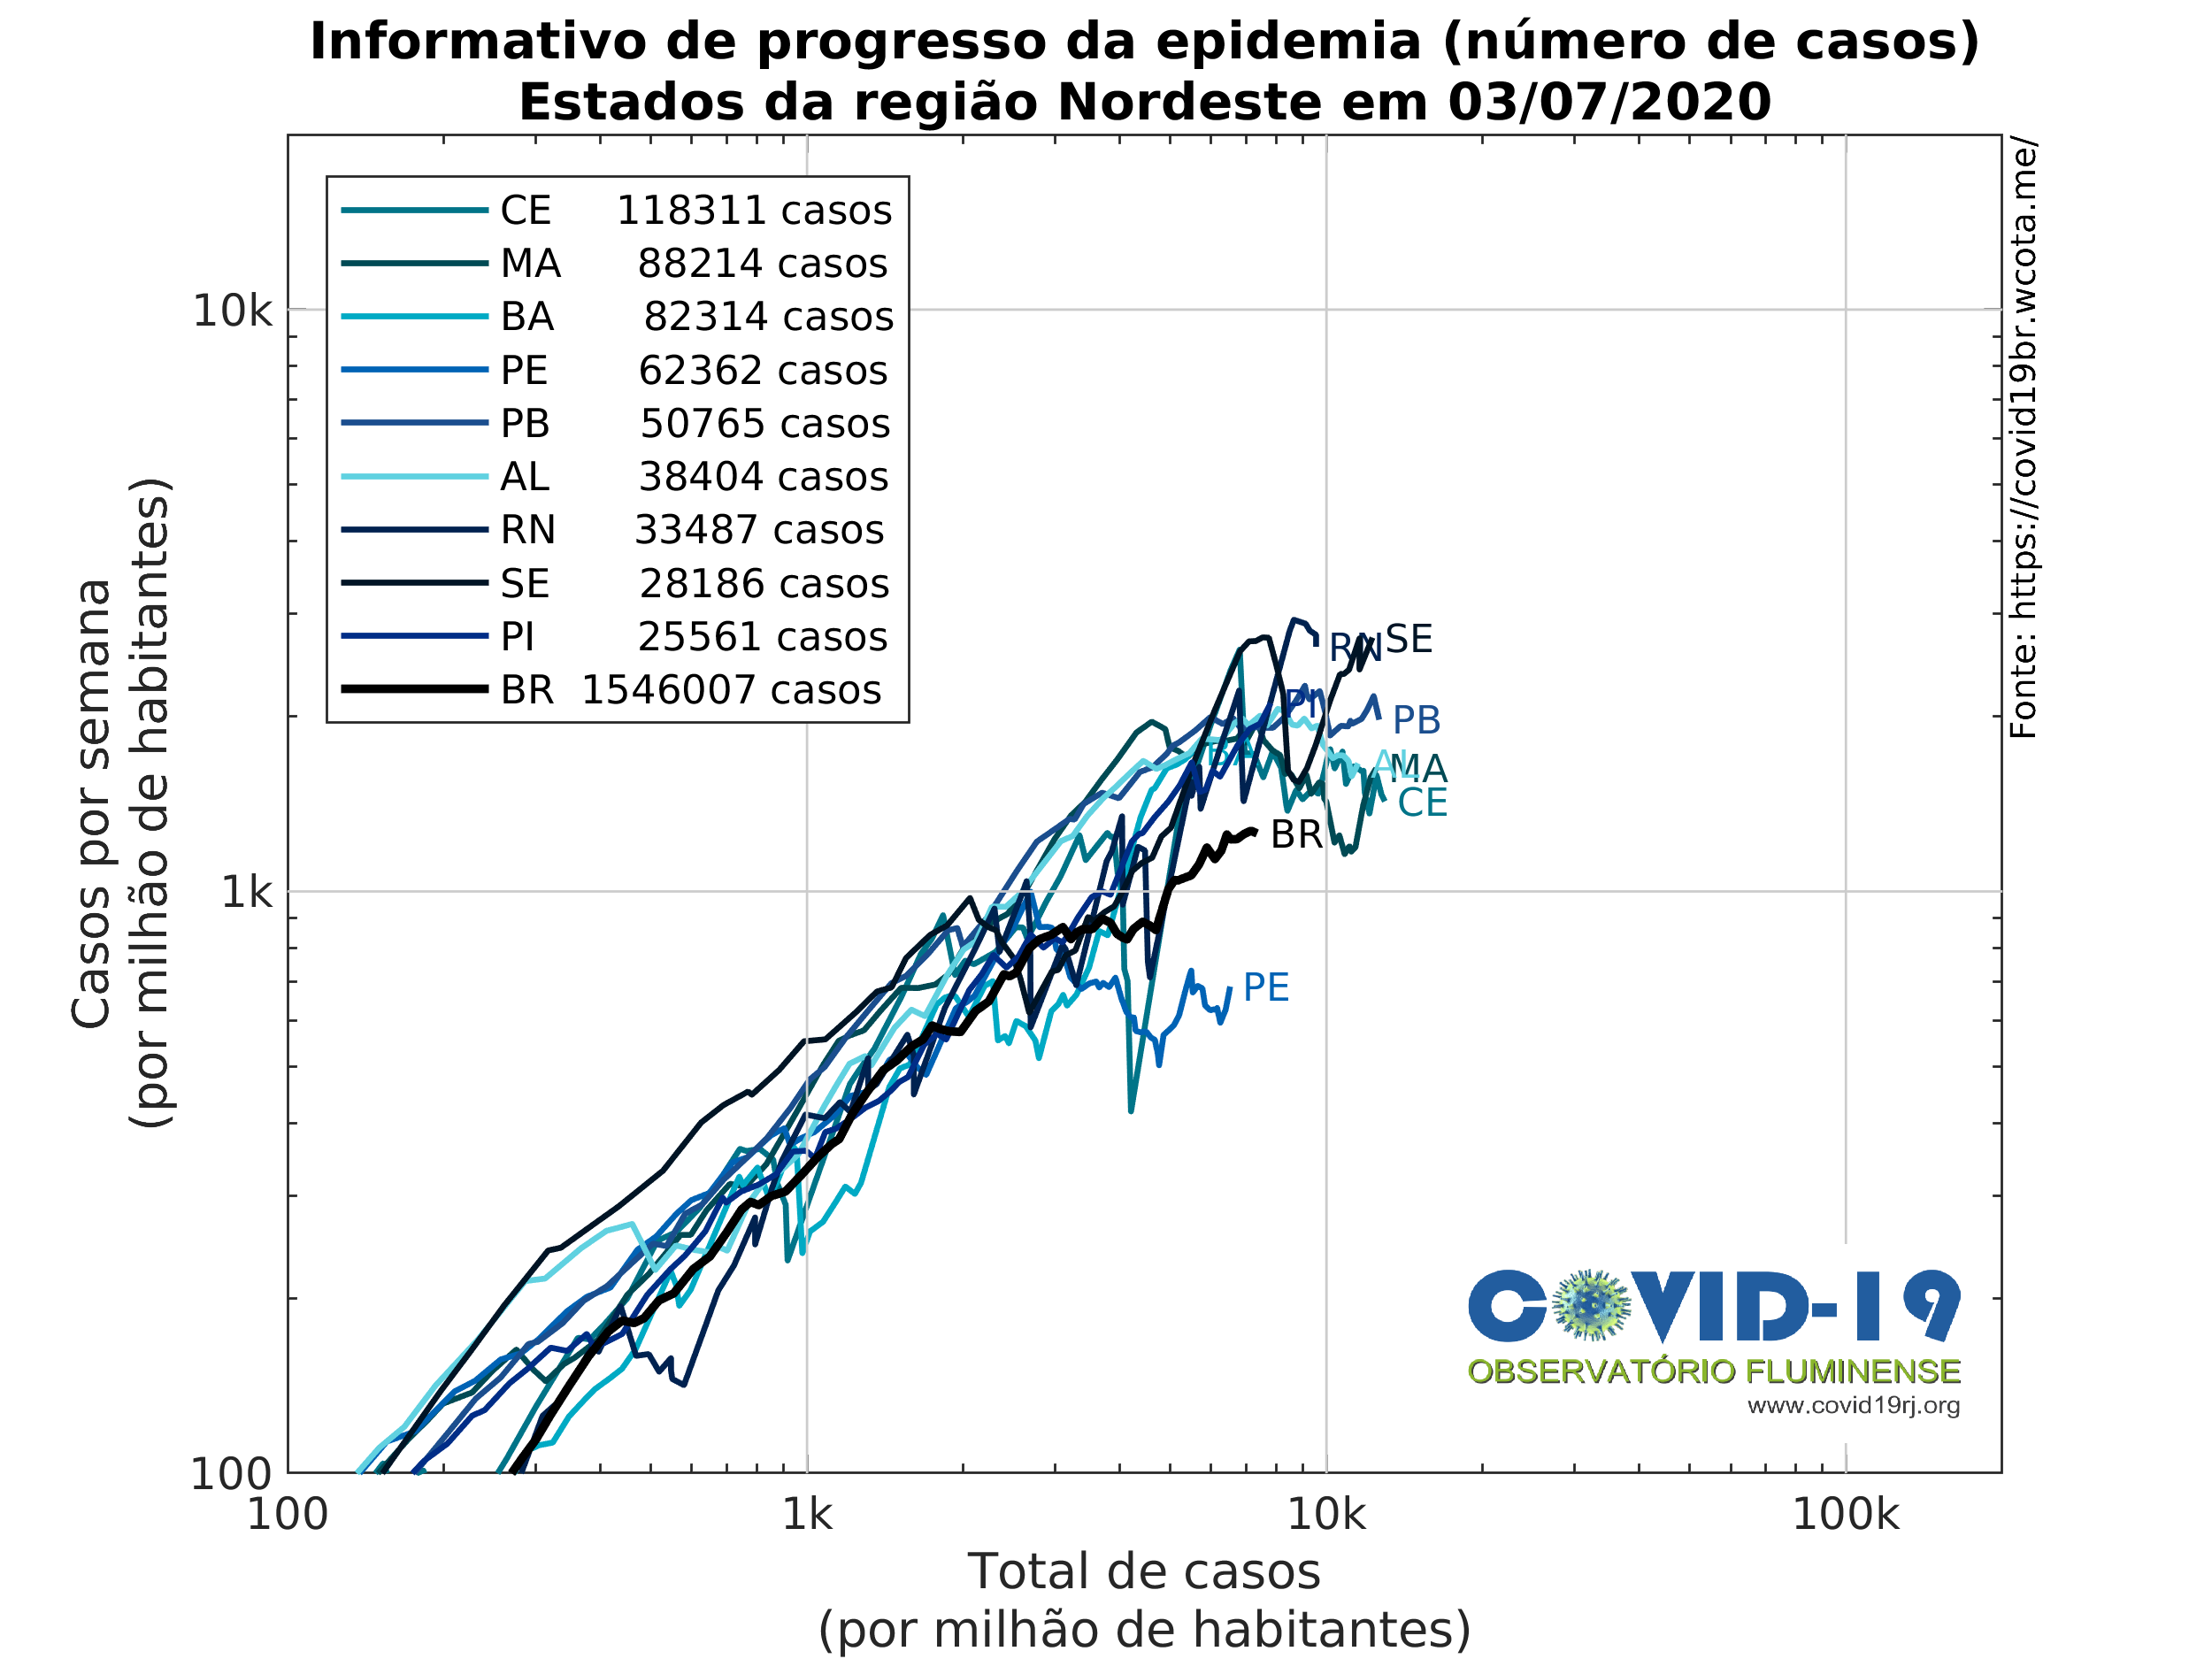 Informativo de progresso da epidemia (número de casos)
Estados da região Nordeste em 03/07/2020
CE 118311 casos
MA 88214 casos
BA 82314 casos
PE 62362 casos
PB 50765 casos
AL 38404 casos
RN 33487 casos
SE 28186 casos
PI 25561 casos
BR 1546007 casos
10k
1k
100
Casos por semana
(por milhão de habitantes)
RN
SE
PI
PB
BA
AL
MA
CE
BR
PE
Fonte: https://covid19br.wcota.me/
COVID-19
OBSERVATÓRIO FLUMINENSE
www.covid19rj.org
100
1k
10k
100k
Total de casos
(por milhão de habitantes)